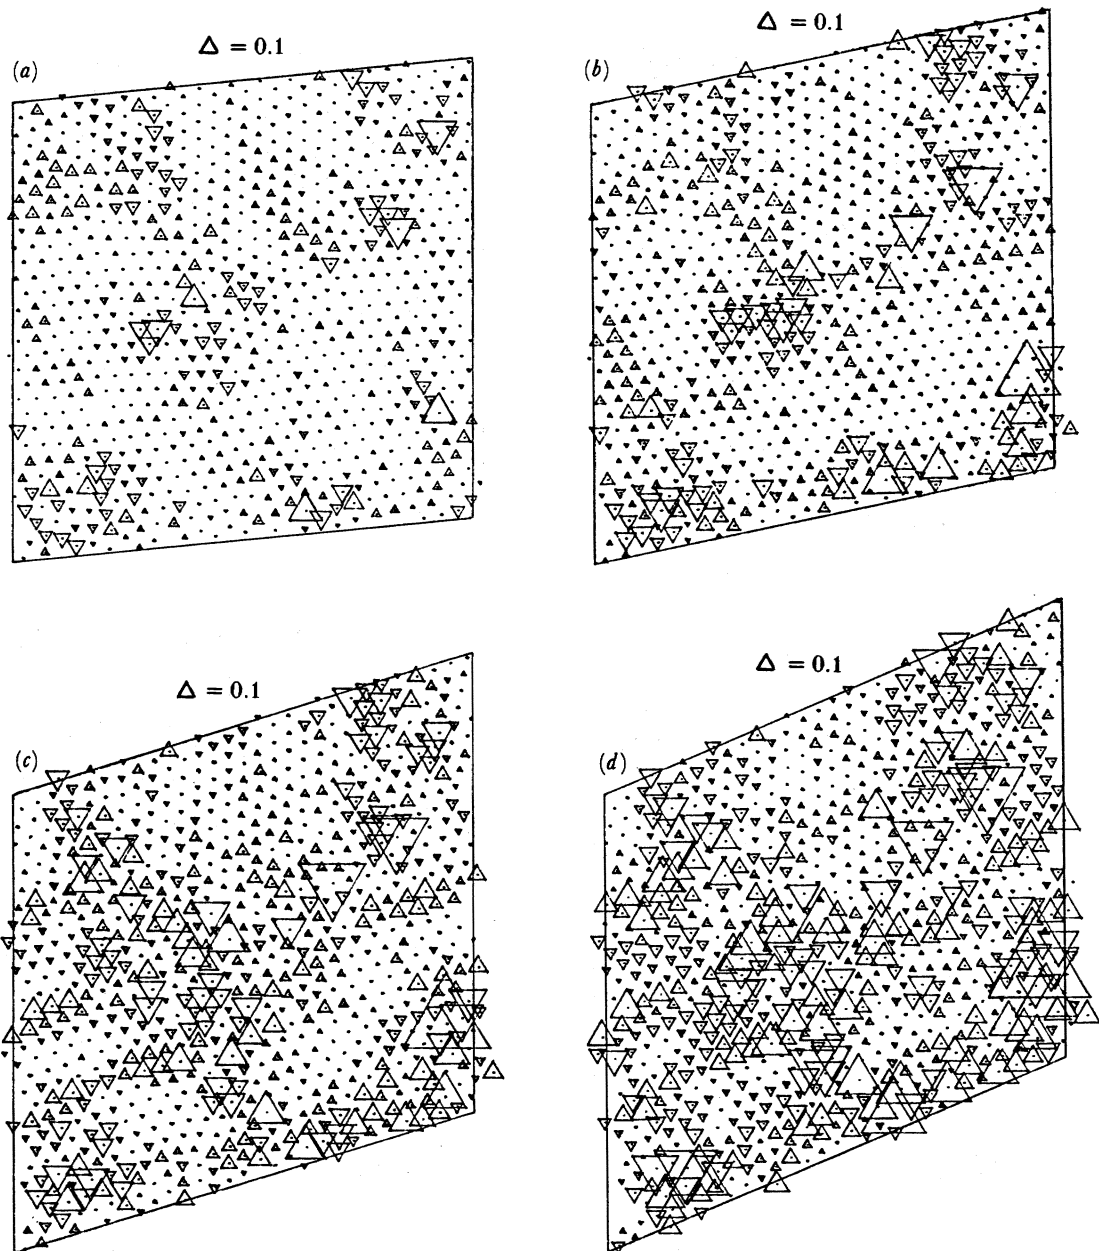 Δ = 0.1
Δ = 0.1
(a)
(b)
Δ = 0.1
Δ = 0.1
(c)
(d)